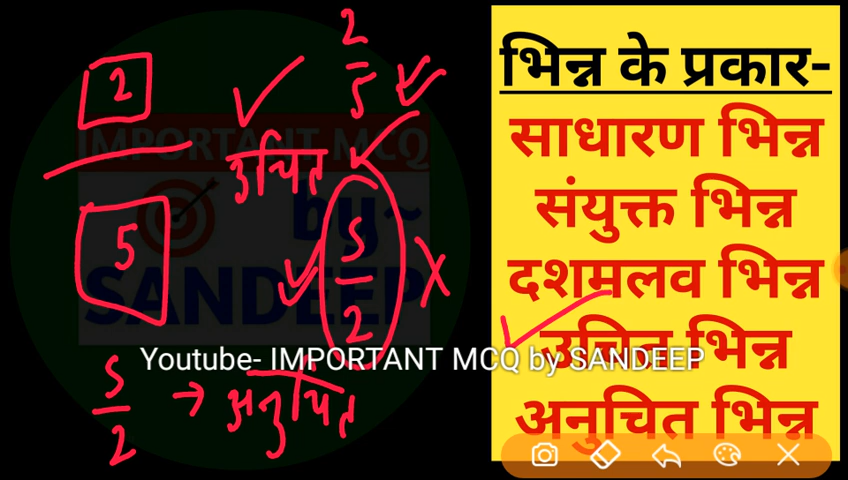 2
5
उचित
2
5
5
2
5
2
→ अनुचित
IMPORTANT MCQ
by~
SANDEEP
Youtube- IMPORTANT MCQ by SANDEEP
भिन्न के प्रकार-
साधारण भिन्न
संयुक्त भिन्न
दशमलव भिन्न
उचित भिन्न
अनुचित भिन्न